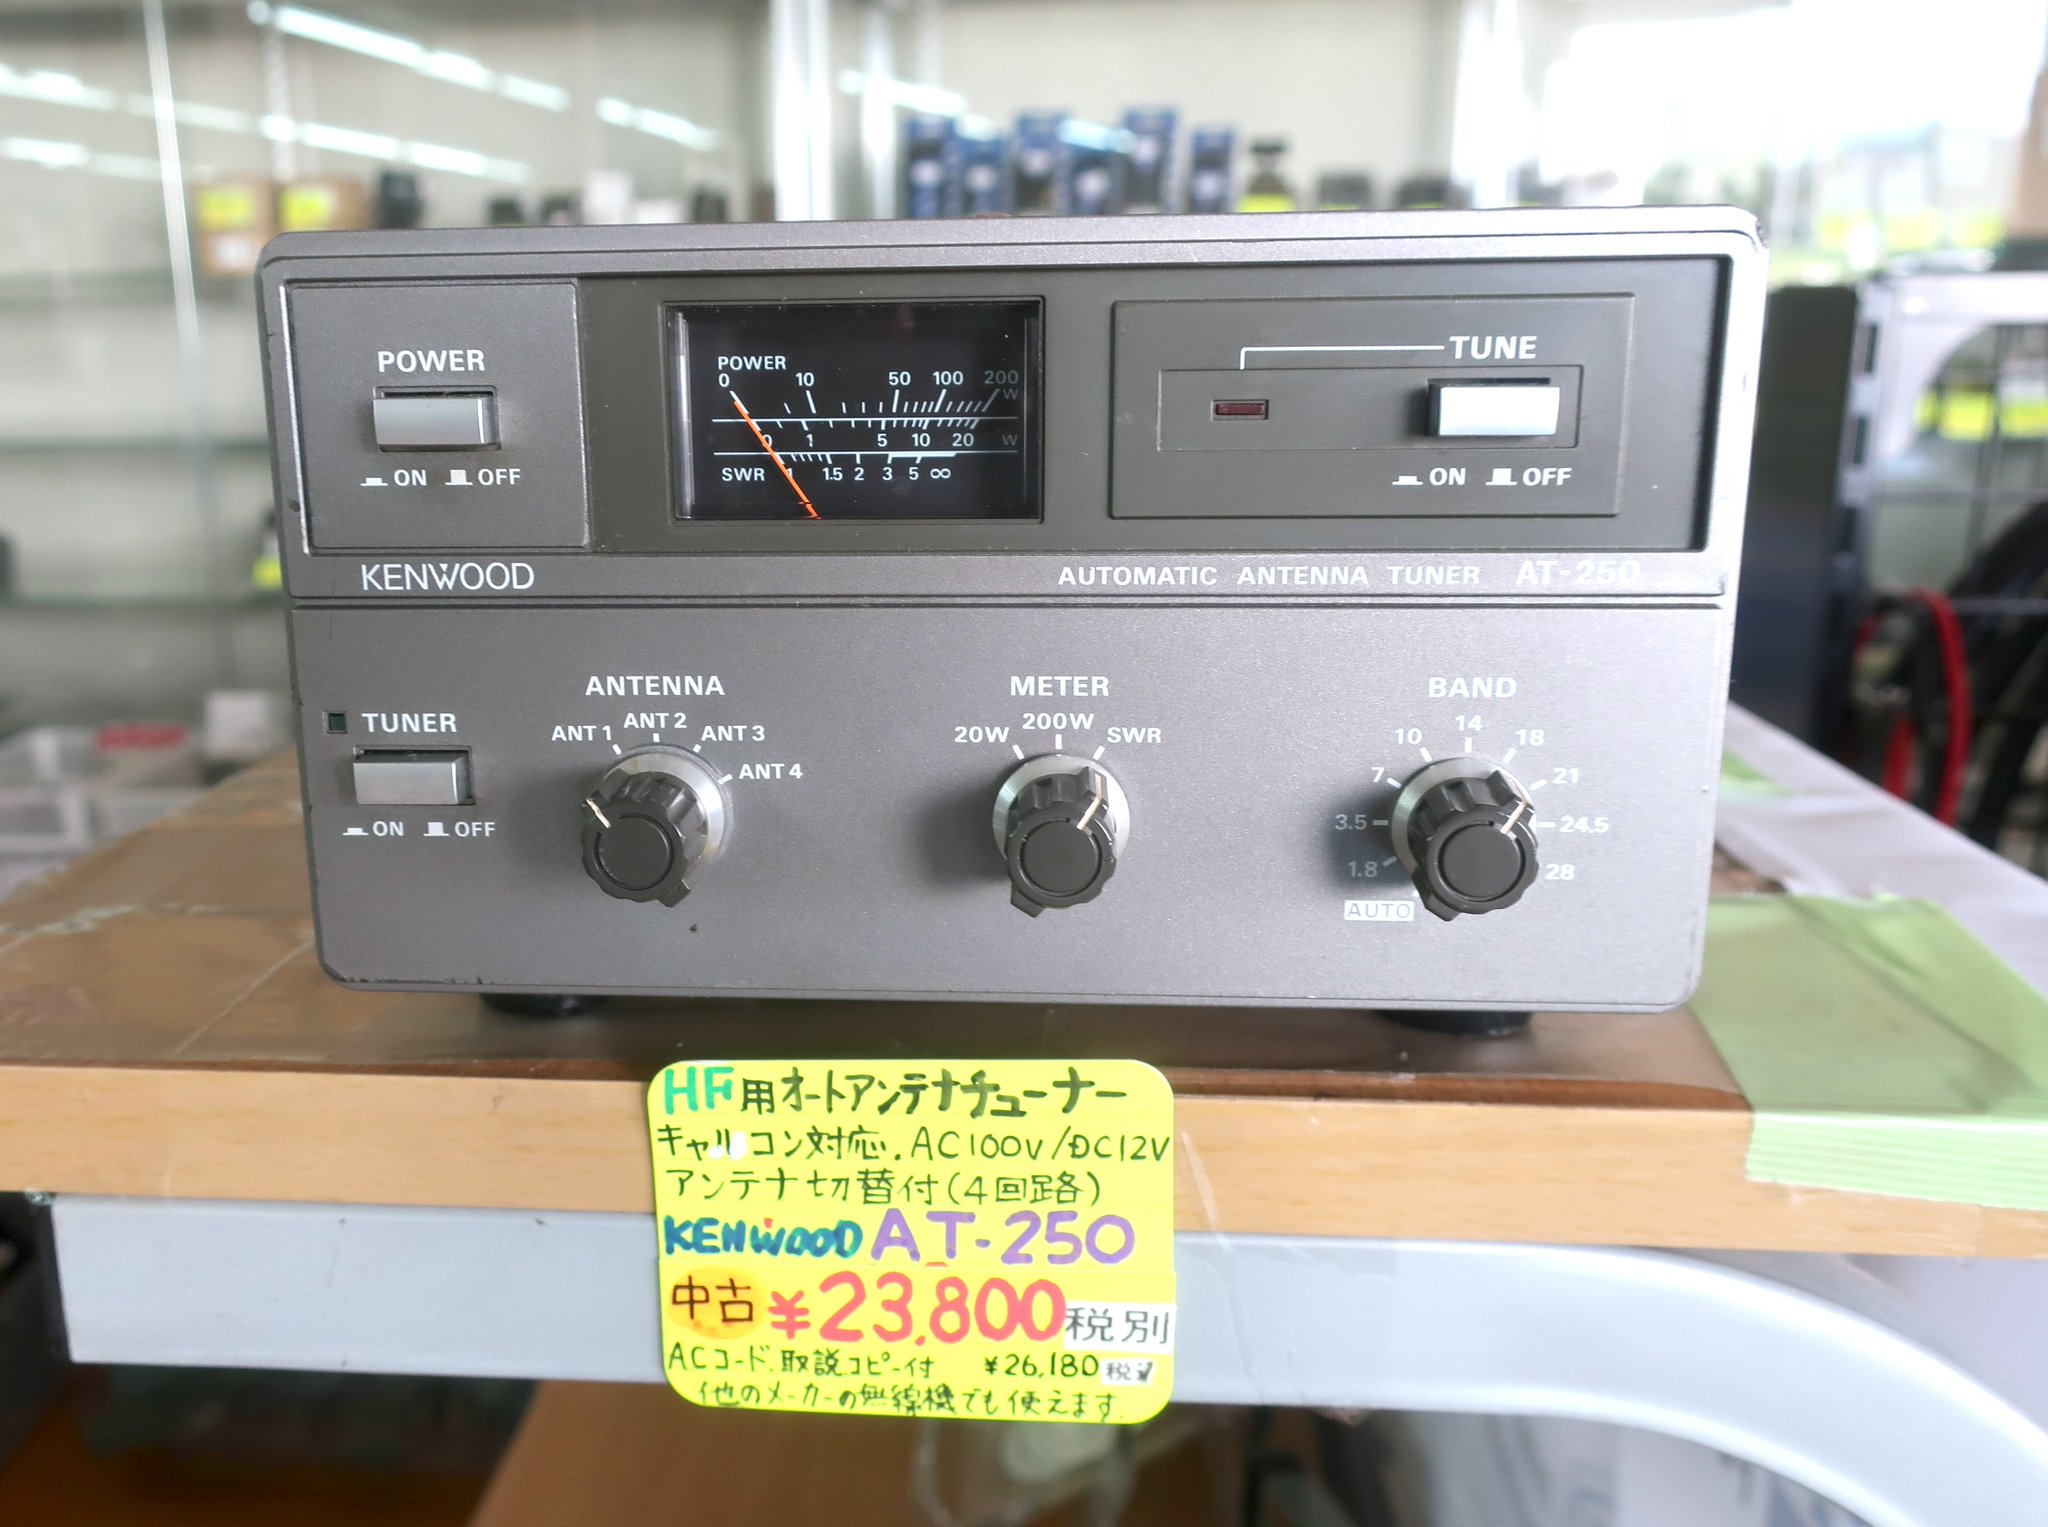 POWER
ON OFF
POWER
0 10 50 100 200 W
0 1 5 10 20 W
SWR 1 1.5 2 3 5 ∞
TUNE
ON OFF
KENWOOD
AUTOMATIC ANTENNA TUNER AT-250
TUNER
ON OFF
ANTENNA
ANT 1 ANT 2 ANT 3 ANT 4
METER
20W 200W SWR
BAND
AUTO 1.8 3.5 7 10 14 18 21 24.5 28
HF用オートアンテナチューナー
キャリコン対応.AC100V/DC12V
アンテナ切替付(4回路)
KENWOOD AT-250
中古 ¥23,800税別
ACコード.取説コピー付 ¥26,180税込
他のメーカーの無線機でも使えます.